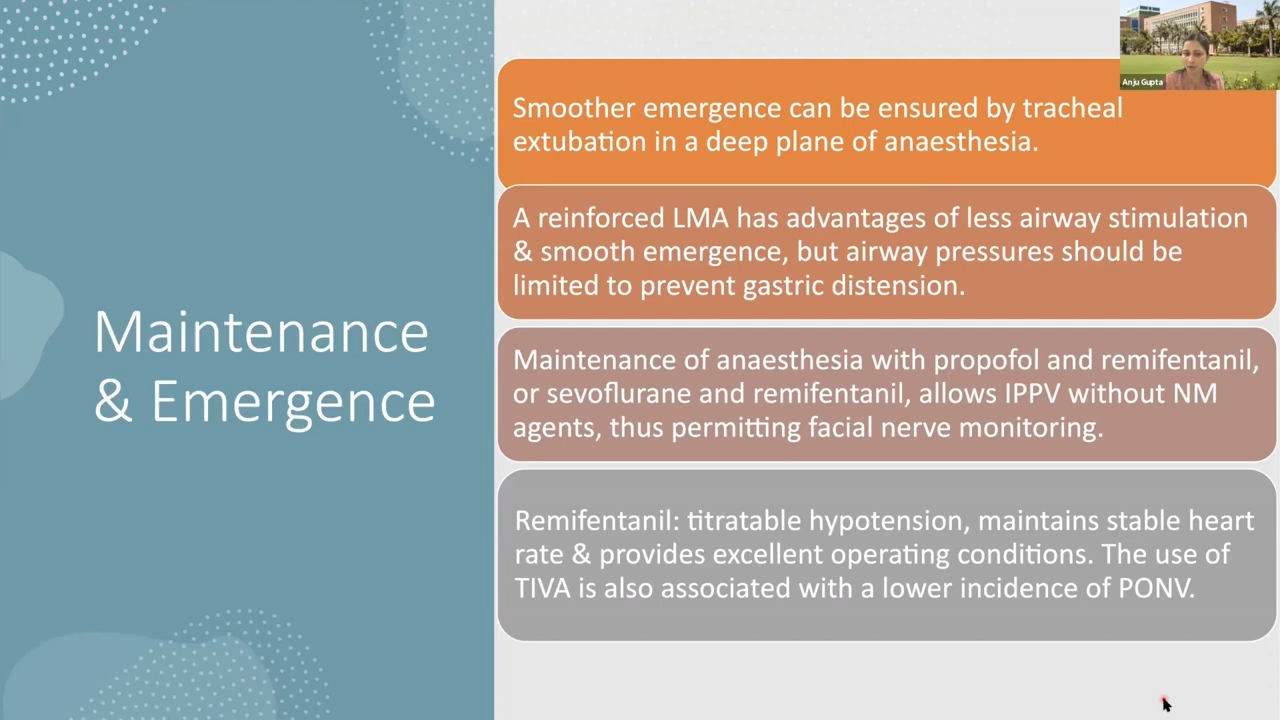 Anju Gupta
Smoother emergence can be ensured by tracheal
extubation in a deep plane of anaesthesia.
A reinforced LMA has advantages of less airway stimulation
& smooth emergence, but airway pressures should be
limited to prevent gastric distension.
Maintenance
& Emergence
Maintenance of anaesthesia with propofol and remifentanil,
or sevoflurane and remifentanil, allows IPPV without NM
agents, thus permitting facial nerve monitoring.
Remifentanil: titratable hypotension, maintains stable heart
rate & provides excellent operating conditions. The use of
TIVA is also associated with a lower incidence of PONV.